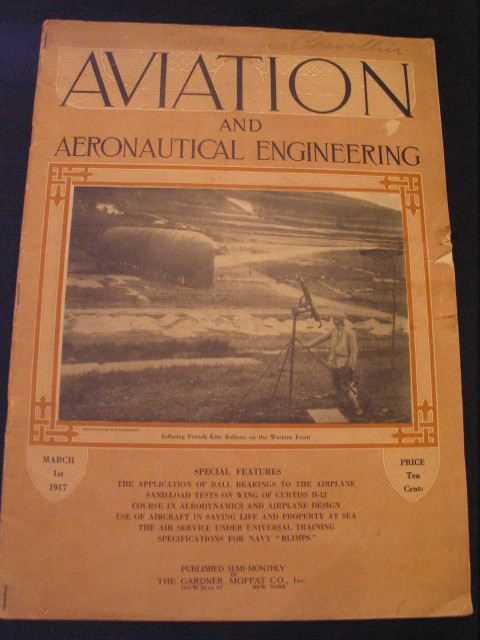 Chevallier
AVIATION
AND
AERONAUTICAL ENGINEERING
Inflating French Kite Balloon on the Western Front
MARCH
1st
1917
PRICE
Ten
Cents
SPECIAL FEATURES
THE APPLICATION OF BALL BEARINGS TO THE AIRPLANE
SAND-LOAD TESTS ON WING OF CURTISS H-12
COURSE IN AERODYNAMICS AND AIRPLANE DESIGN
USE OF AIRCRAFT IN SAVING LIFE AND PROPERTY AT SEA
THE AIR SERVICE UNDER UNIVERSAL TRAINING
SPECIFICATIONS FOR NAVY "BLIMPS"
PUBLISHED SEMI-MONTHLY
BY
THE GARDNER, MOFFAT CO., Inc.
NEW YORK